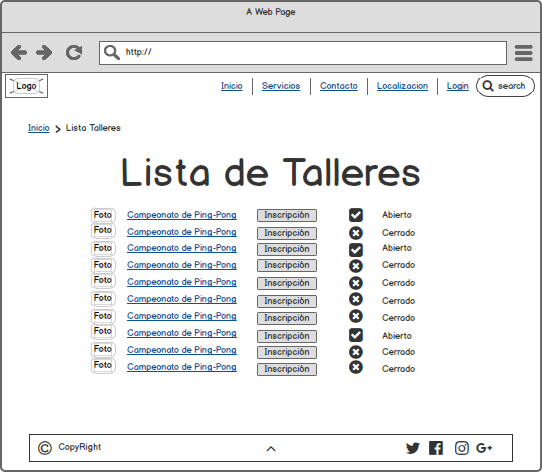 A Web Page
http://
Logo Inicio Servicios Contacto Localizacion Login search
Inicio Lista Talleres
Lista de Talleres
Foto Campeonato de Ping-Pong Inscripción Abierto
Foto Campeonato de Ping-Pong Inscripción Cerrado
Foto Campeonato de Ping-Pong Inscripción Abierto
Foto Campeonato de Ping-Pong Inscripción Cerrado
Foto Campeonato de Ping-Pong Inscripción Cerrado
Foto Campeonato de Ping-Pong Inscripción Cerrado
Foto Campeonato de Ping-Pong Inscripción Cerrado
Foto Campeonato de Ping-Pong Inscripción Abierto
Foto Campeonato de Ping-Pong Inscripción Cerrado
Foto Campeonato de Ping-Pong Inscripción Cerrado
© CopyRight G+